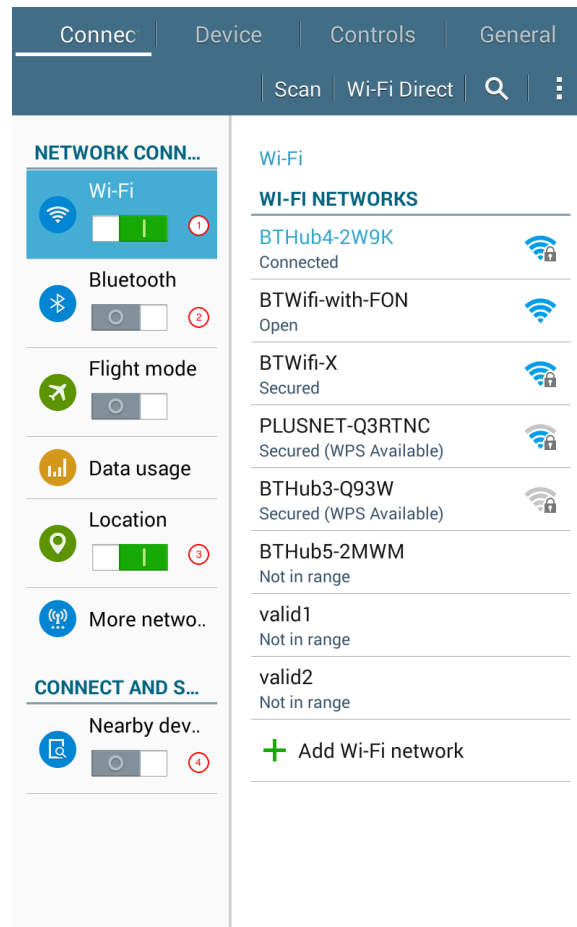 Connec
Device
Controls
General
Scan
Wi-Fi Direct
NETWORK CONN...
Wi-Fi
1
Bluetooth
2
Flight mode
Data usage
Location
3
More netwo..
CONNECT AND S...
Nearby dev..
4
Wi-Fi
WI-FI NETWORKS
BTHub4-2W9K
Connected
BTWifi-with-FON
Open
BTWifi-X
Secured
PLUSNET-Q3RTNC
Secured (WPS Available)
BTHub3-Q93W
Secured (WPS Available)
BTHub5-2MWM
Not in range
valid1
Not in range
valid2
Not in range
Add Wi-Fi network